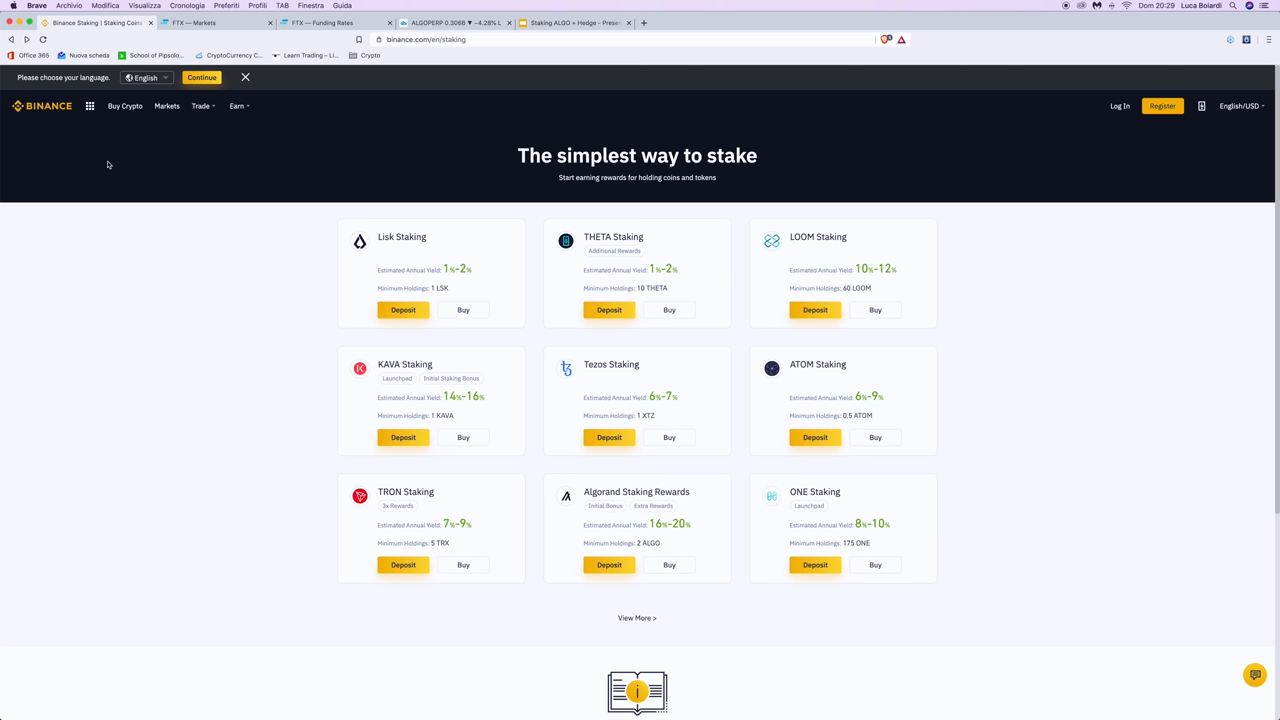 Brave Archivio Modifica Visualizza Cronologia Preferiti Profili TAB Finestra Guida Dom 20:29 Luca Boiardi
Binance Staking | Staking Coins FTX — Markets FTX — Funding Rates ALGOPERP 0.3066 ▼ −4.28% L Staking ALGO + Hedge - Presen
binance.com/en/staking
Office 365 Nuova scheda School of Pipsolo... CryptoCurrency C... Learn Trading – Li... Crypto
Please choose your language. English Continue
BINANCE Buy Crypto Markets Trade Earn Log In Register English/USD
The simplest way to stake
Start earning rewards for holding coins and tokens
Lisk Staking
Estimated Annual Yield: 1%-2%
Minimum Holdings: 1 LSK
Deposit Buy
THETA Staking
Additional Rewards
Estimated Annual Yield: 1%-2%
Minimum Holdings: 10 THETA
Deposit Buy
LOOM Staking
Estimated Annual Yield: 10%-12%
Minimum Holdings: 60 LOOM
Deposit Buy
KAVA Staking
Launchpad Initial Staking Bonus
Estimated Annual Yield: 14%-16%
Minimum Holdings: 1 KAVA
Deposit Buy
Tezos Staking
Estimated Annual Yield: 6%-7%
Minimum Holdings: 1 XTZ
Deposit Buy
ATOM Staking
Estimated Annual Yield: 6%-9%
Minimum Holdings: 0.5 ATOM
Deposit Buy
TRON Staking
3x Rewards
Estimated Annual Yield: 7%-9%
Minimum Holdings: 5 TRX
Deposit Buy
Algorand Staking Rewards
Initial Bonus Extra Rewards
Estimated Annual Yield: 16%-20%
Minimum Holdings: 2 ALGO
Deposit Buy
ONE Staking
Launchpad
Estimated Annual Yield: 8%-10%
Minimum Holdings: 175 ONE
Deposit Buy
View More >